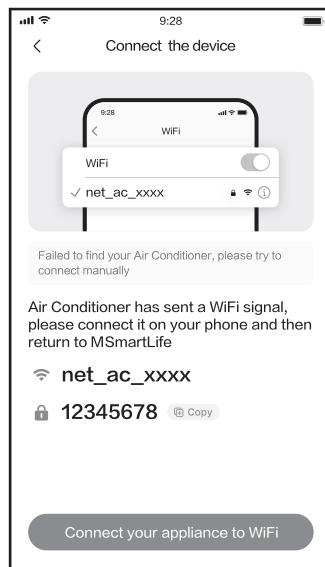 9:28
Connect the device
9:28
WiFi
WiFi
net_ac_xxxx
Failed to find your Air Conditioner, please try to
connect manually
Air Conditioner has sent a WiFi signal,
please connect it on your phone and then
return to MSmartLife
net_ac_xxxx
12345678 Copy
Connect your appliance to WiFi